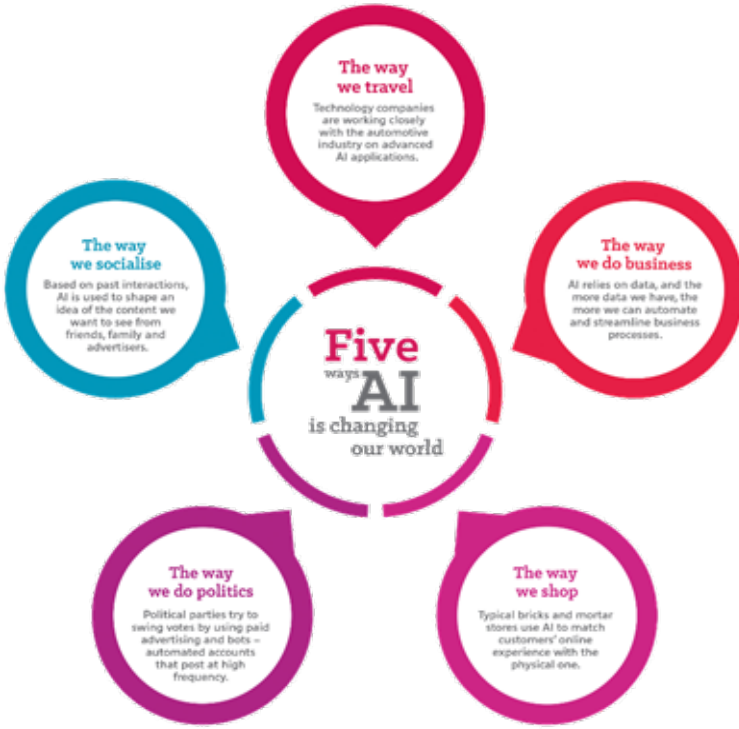 The way
we travel
Technology companies
are working closely
with the automotive
industry on advanced
AI applications.
The way
we socialise
Based on past interactions,
AI is used to shape an
idea of the content we
want to see from
friends, family and
advertisers.
The way
we do business
AI relies on data, and the
more data we have, the
more we can automate
and streamline business
processes.
Five
ways
AI
is changing
our world
The way
we do politics
Political parties try to
swing votes by using paid
advertising and bots –
automated accounts
that post at high
frequency.
The way
we shop
Typical bricks and mortar
stores use AI to match
customers' online
experience with the
physical one.